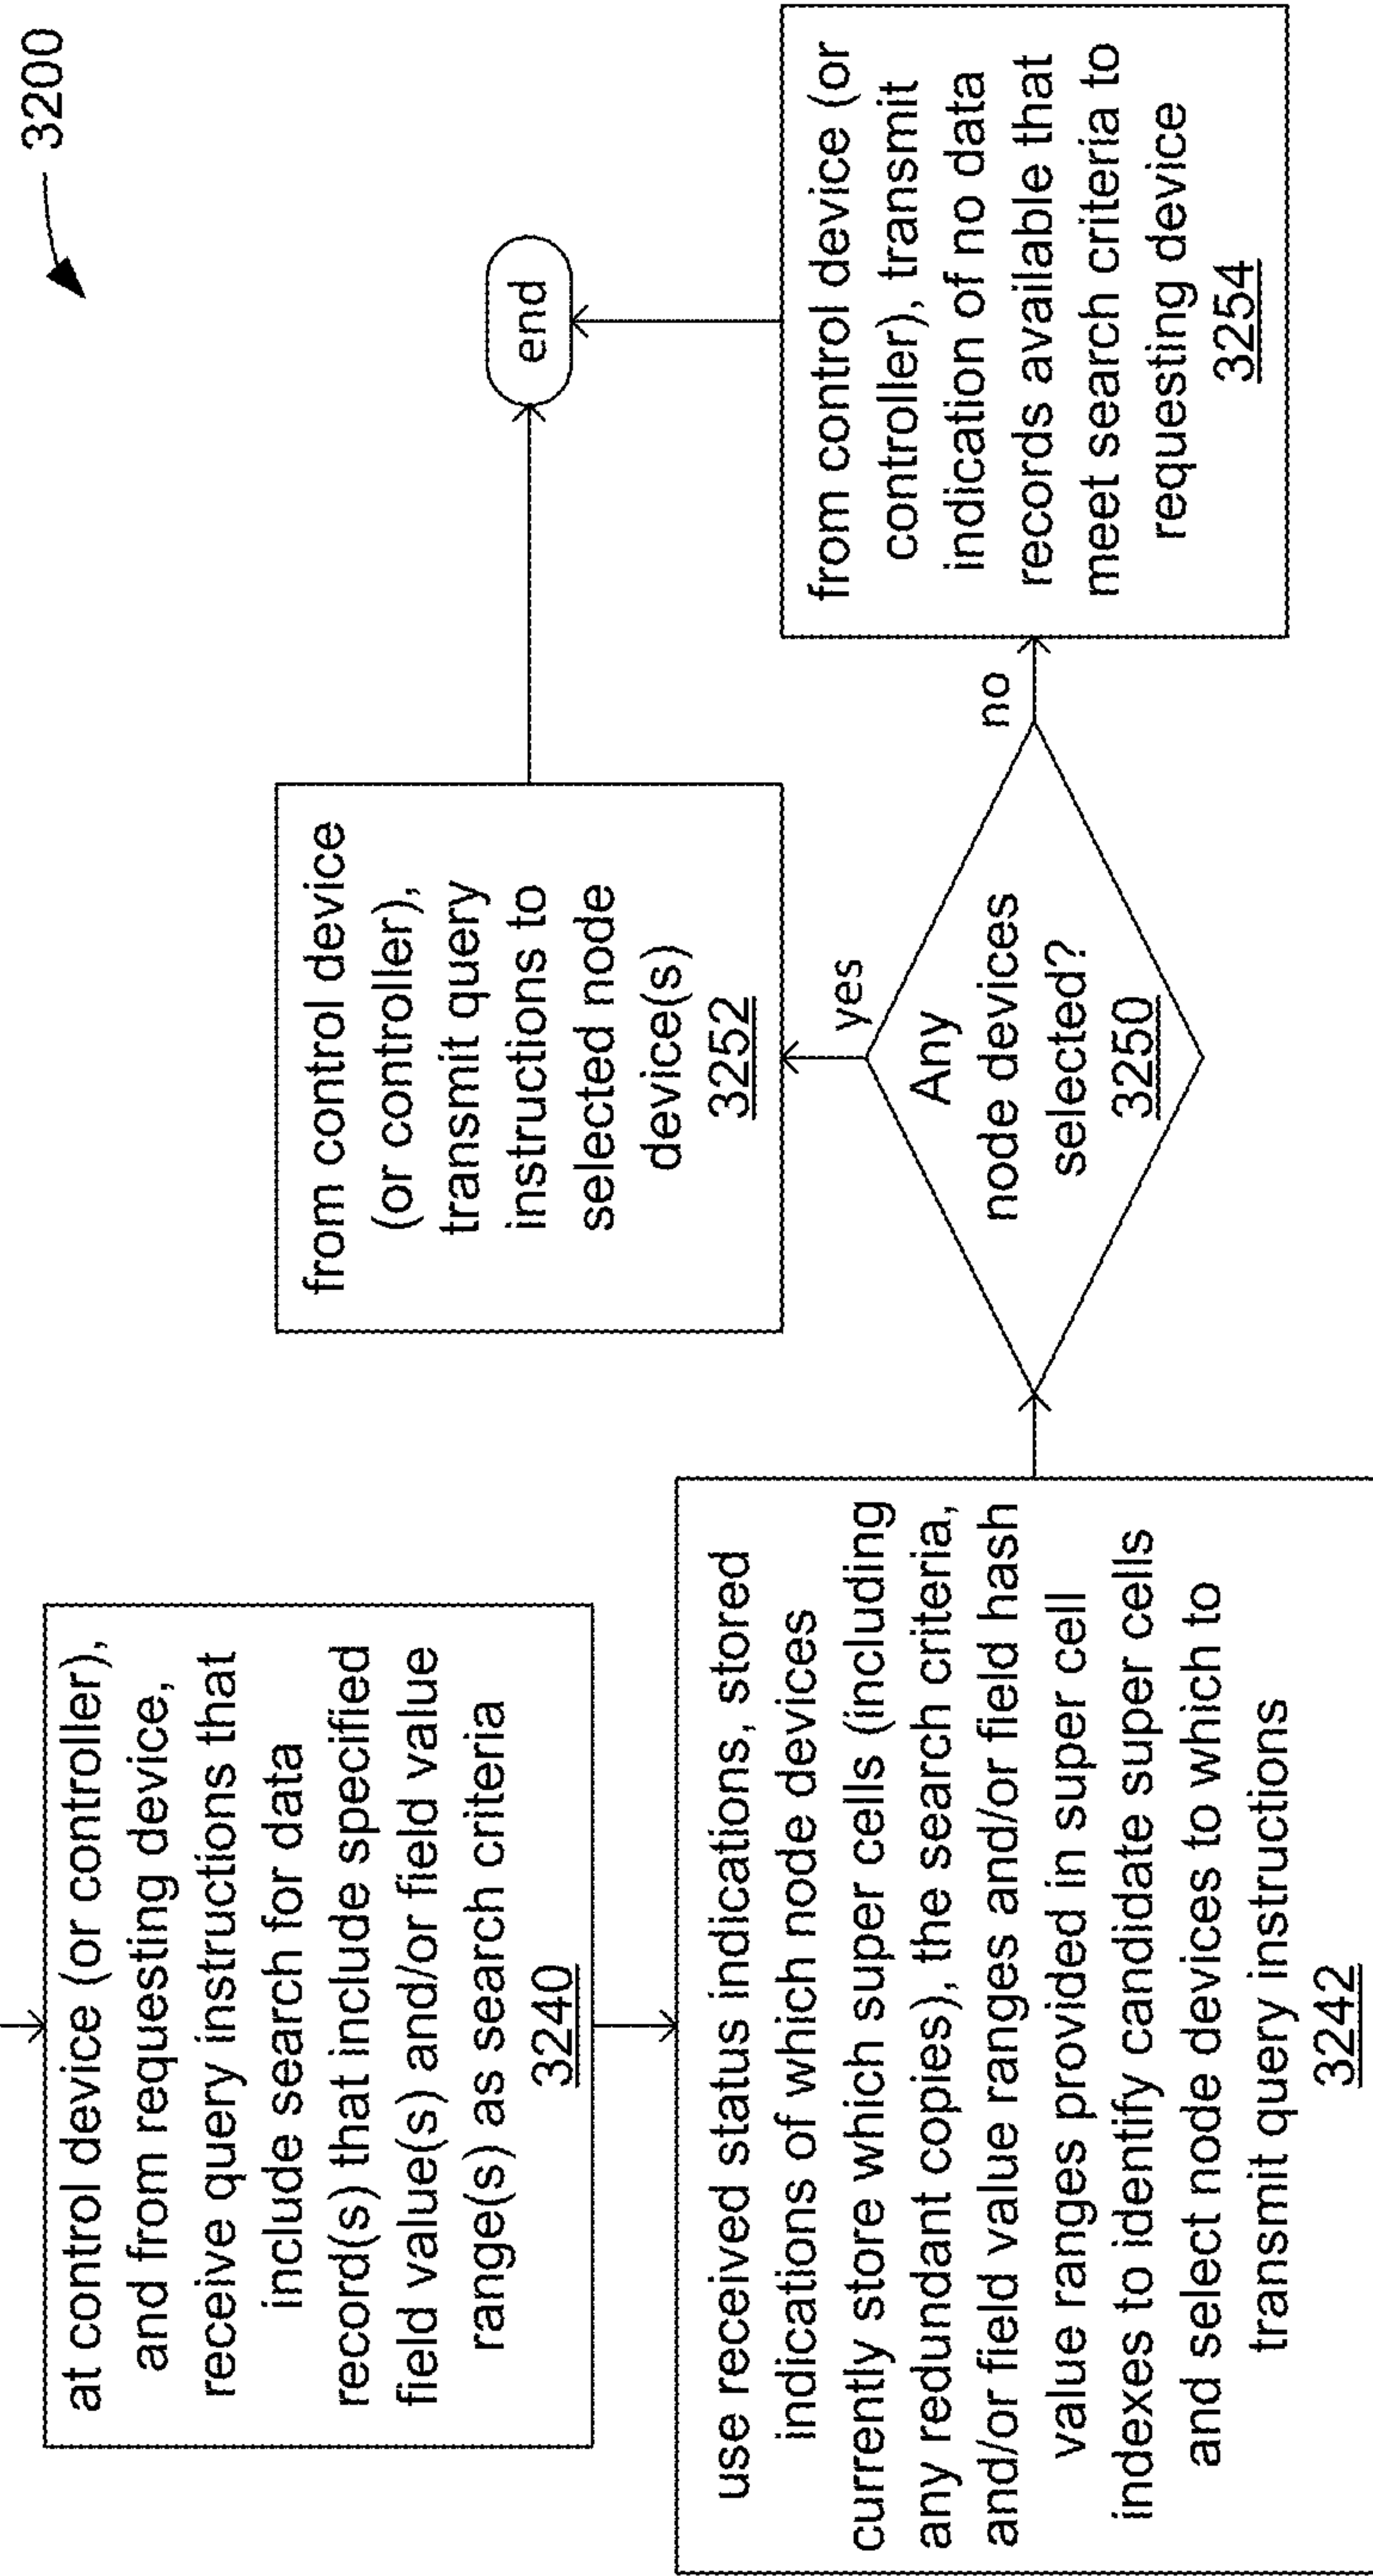 3200
at control device (or controller),
and from requesting device,
receive query instructions that
include search for data
record(s) that include specified
field value(s) and/or field value
range(s) as search criteria
3240
use received status indications, stored
indications of which node devices
currently store which super cells (including
any redundant copies), the search criteria,
and/or field value ranges and/or field hash
value ranges provided in super cell
indexes to identify candidate super cells
and select node devices to which to
transmit query instructions
3242
Any
node devices
selected?
3250
yes
no
from control device
(or controller),
transmit query
instructions to
selected node
device(s)
3252
from control device (or
controller), transmit
indication of no data
records available that
meet search criteria to
requesting device
3254
end